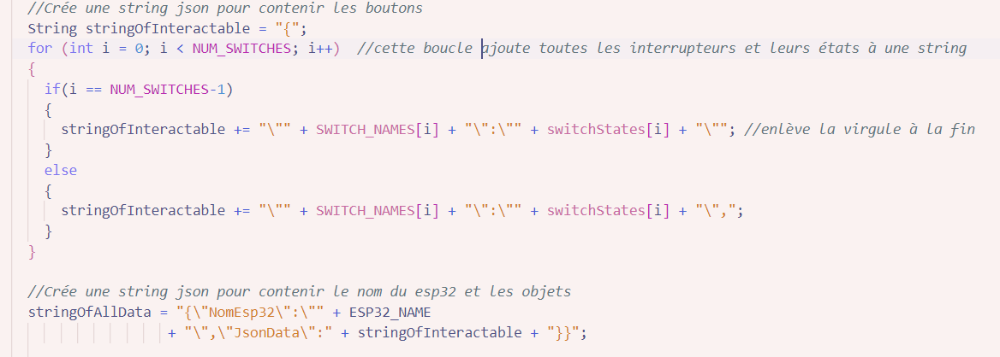 //Crée une string json pour contenir les boutons
String stringOfInteractable = "{";
for (int i = 0; i < NUM_SWITCHES; i++)  //cette boucle ajoute toutes les interrupteurs et leurs états à une string
{
  if(i == NUM_SWITCHES-1)
  {
    stringOfInteractable += "\"" + SWITCH_NAMES[i] + "\":\"" + switchStates[i] + "\""; //enlève la virgule à la fin
  }
  else
  {
    stringOfInteractable += "\"" + SWITCH_NAMES[i] + "\":\"" + switchStates[i] + "\",";
  }
}

//Crée une string json pour contenir le nom du esp32 et les objets
stringOfAllData = "{\"NomEsp32\":\"" + ESP32_NAME
                 + "\",\"JsonData\":" + stringOfInteractable + "}}";